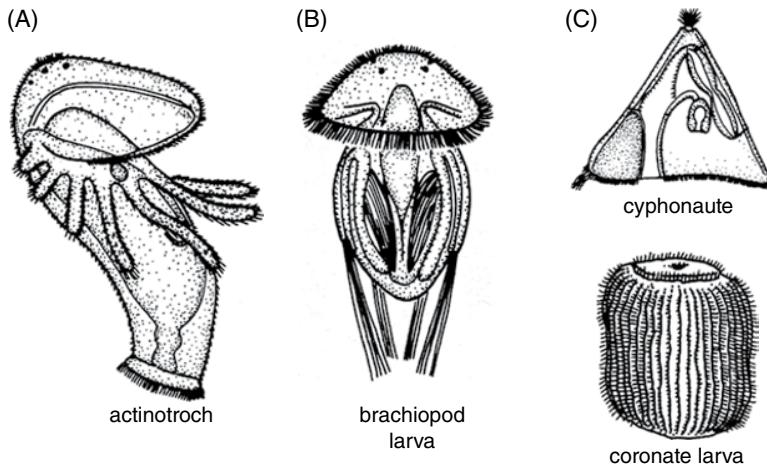 (A)
(B)
(C)
cyphonaute
actinotroch
brachiopod
larva
coronate larva